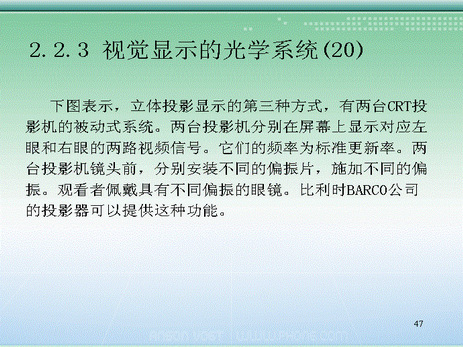 2.2.3 视觉显示的光学系统(20)
下图表示，立体投影显示的第三种方式，有两台CRT投
影机的被动式系统。两台投影机分别在屏幕上显示对应左
眼和右眼的两路视频信号。它们的频率为标准更新率。两
台投影机镜头前，分别安装不同的偏振片，施加不同的偏
振。观看者佩戴具有不同偏振的眼镜。比利时BARCO公司
的投影器可以提供这种功能。
47